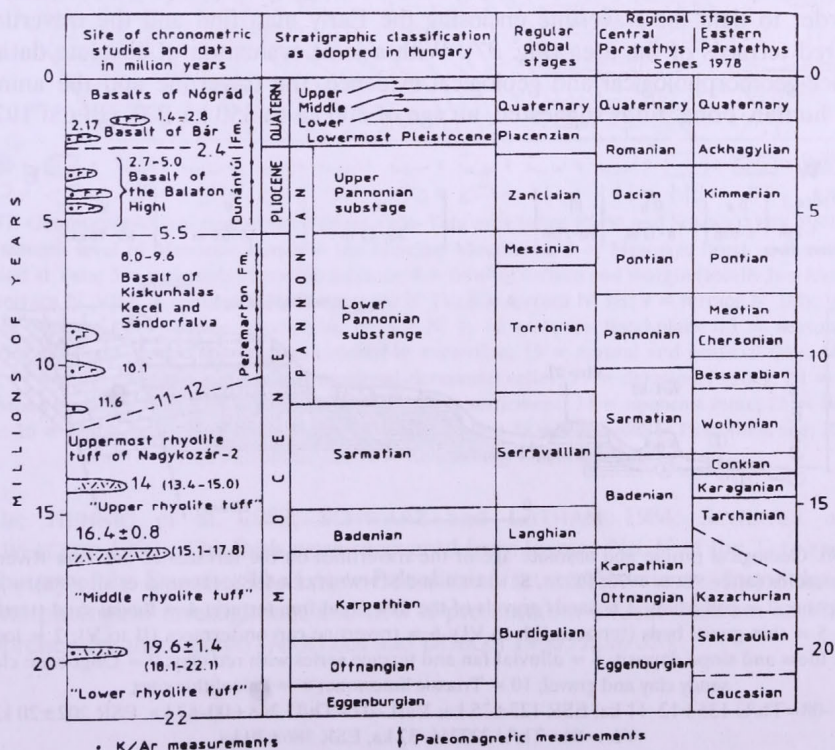 Site of chronometric
studies and data
in million years
Stratigraphic classification
as adopted in Hungary
Regular
global
stages
Regional stages
Central
Paratethys
Eastern
Paratethys
Senes 1978
MILLIONS OF YEARS
0
5
10
15
20
in Nógrád
1.4–2.8
Basalt of Bár
2.17
2.4
2.7–5.0
Basalt of
the Balaton
Highl
5.5
Dunántúl Fm.
8.0–9.6
Basalt of
Kiskunhalas
Kecel and
Sándorfalva
Peremarton Fm.
10.1
11.6
11–12
Uppermost rhyolite
tuff of Nagykozár-2
14 (13.4–15.0)
"Upper rhyolite tuff"
16.4±0.8
(15.1–17.8)
"Middle rhyolite tuff"
19.6±1.4
(18.1–22.1)
"Lower rhyolite tuff"
22
QUATERN.
PLIOCENE
MIOCENE
PANNONIAN
Middle
Lower
Lowermost Pleistocene
Upper
Pannonian
substage
Lower
Pannonian
substange
Sarmatian
Badenian
Karpathian
Ottnangian
Eggenburgian
Quaternary
Piacenzian
Zanclaian
Messinian
Tortonian
Serravallian
Langhian
Burdigalian
Quaternary
Romanian
Dacian
Pontian
Pannonian
Sarmatian
Badenian
Karpathian
Ottnangian
Eggenburgian
Quaternary
Ackhagylian
Kimmerian
Pontian
Meotian
Chersonian
Bessarabian
Wolhynian
Conkian
Karaganian
Tarchanian
Kazachurian
Sakaraulian
Caucasian
0
5
10
15
20
• K/Ar measurements
↕ Paleomagnetic measurements